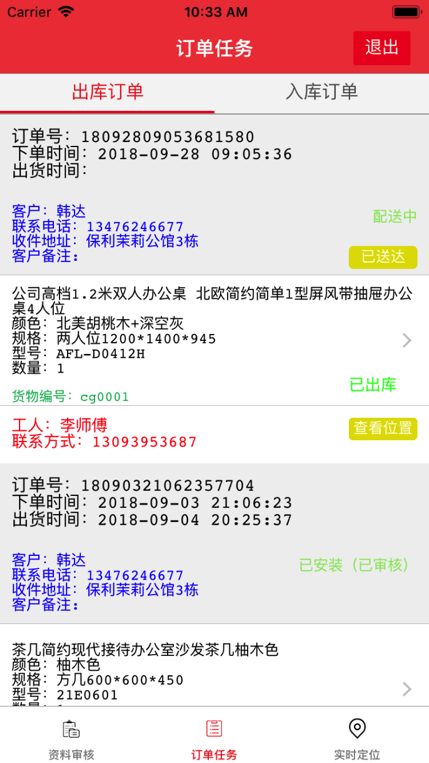 Carrier 10:33 AM
订单任务
退出
出库订单 入库订单
订单号：18092809053681580
下单时间：2018-09-28 09:05:36
出货时间：
客户：韩达
联系电话：13476246677
收件地址：保利茉莉公馆3栋
客户备注：
配送中
已送达
公司高档1.2米双人办公桌 北欧简约简单l型屏风带抽屉办公
桌4人位
颜色：北美胡桃木+深空灰
规格：两人位1200*1400*945
型号：AFL-D0412H
数量：1
货物编号：cg0001
已出库
工人：李师傅
联系方式：13093953687
查看位置
订单号：18090321062357704
下单时间：2018-09-03 21:06:23
出货时间：2018-09-04 20:25:37
客户：韩达
联系电话：13476246677
收件地址：保利茉莉公馆3栋
客户备注：
已安装（已审核）
茶几简约现代接待办公室沙发茶几柚木色
颜色：柚木色
规格：方几600*600*450
型号：21E0601
资料审核 订单任务 实时定位